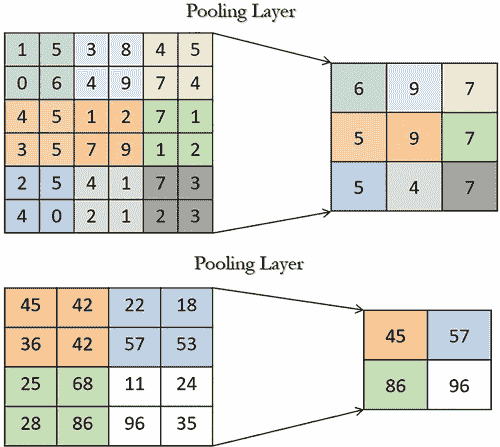 Pooling Layer
1 5 3 8 4 5
0 6 4 9 7 4
4 5 1 2 7 1
3 5 7 9 1 2
2 5 4 1 7 3
4 0 2 1 2 3
6 9 7
5 9 7
5 4 7
Pooling Layer
45 42 22 18
36 42 57 53
25 68 11 24
28 86 96 35
45 57
86 96